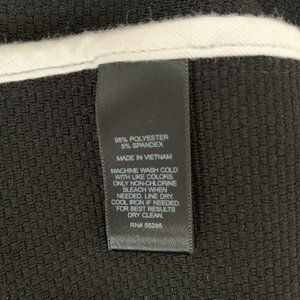 95% POLYESTER
5% SPANDEX
MADE IN VIETNAM
MACHINE WASH COLD
WITH LIKE COLORS.
ONLY NON-CHLORINE
BLEACH WHEN
NEEDED. LINE DRY.
COOL IRON IF NEEDED.
FOR BEST RESULTS
DRY CLEAN.
RN# 55285